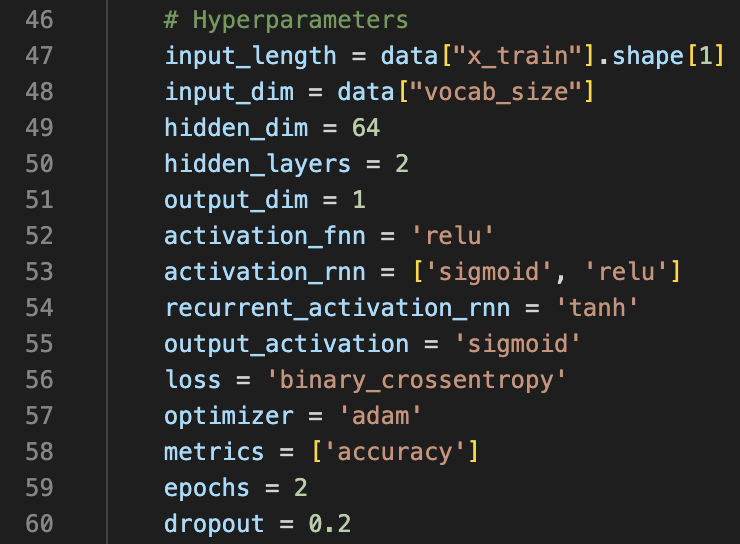 46 # Hyperparameters
47 input_length = data["x_train"].shape[1]
48 input_dim = data["vocab_size"]
49 hidden_dim = 64
50 hidden_layers = 2
51 output_dim = 1
52 activation_fnn = 'relu'
53 activation_rnn = ['sigmoid', 'relu']
54 recurrent_activation_rnn = 'tanh'
55 output_activation = 'sigmoid'
56 loss = 'binary_crossentropy'
57 optimizer = 'adam'
58 metrics = ['accuracy']
59 epochs = 2
60 dropout = 0.2